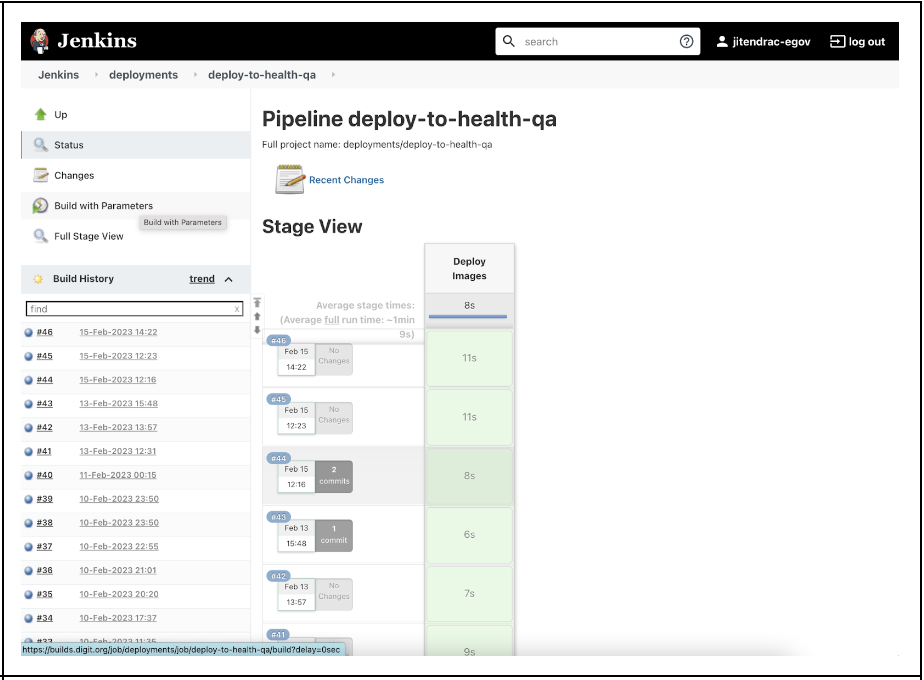 Jenkins
search
jitendrac-egov
log out
Jenkins
deployments
deploy-to-health-qa
Up
Status
Changes
Build with Parameters
Build with Parameters
Full Stage View
Build History
trend
find
X
#46 15-Feb-2023 14:22
#45 15-Feb-2023 12:23
#44 15-Feb-2023 12:16
#43 13-Feb-2023 15:48
#42 13-Feb-2023 13:57
#41 13-Feb-2023 12:31
#40 11-Feb-2023 00:15
#39 10-Feb-2023 23:50
#38 10-Feb-2023 23:50
#37 10-Feb-2023 22:55
#36 10-Feb-2023 21:01
#35 10-Feb-2023 20:20
#34 10-Feb-2023 17:37
#33 10-Feb-2023 11:35
https://builds.digit.org/job/deployments/job/deploy-to-health-qa/build?delay=0sec
Pipeline deploy-to-health-qa
Full project name: deployments/deploy-to-health-qa
Recent Changes
Stage View
Deploy
Images
Average stage times:
(Average full run time: ~1min
9s)
8s
#46
Feb 15
14:22
No
Changes
11s
#45
Feb 15
12:23
No
Changes
11s
#44
Feb 15
12:16
2
commits
8s
#43
Feb 13
15:48
1
commit
6s
#42
Feb 13
13:57
No
Changes
7s
#41
9s